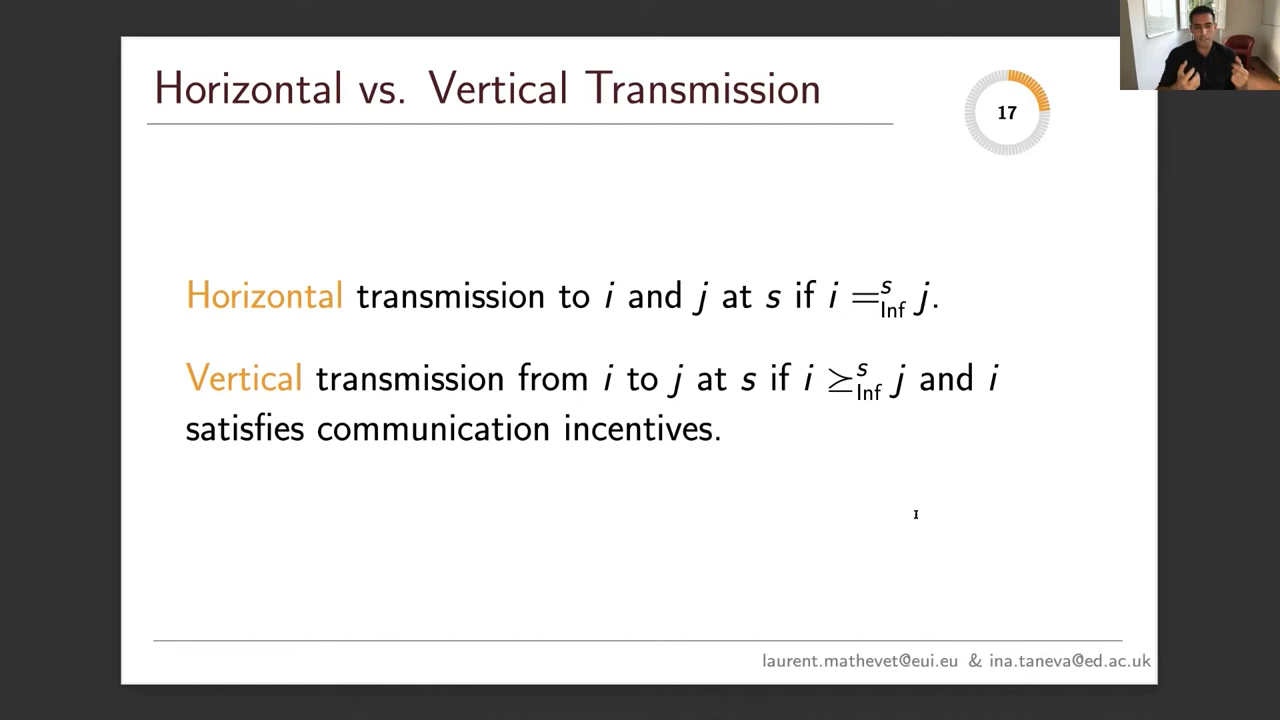 Horizontal vs. Vertical Transmission
17
Horizontal transmission to i and j at s if i =ˢ_Inf j.
Vertical transmission from i to j at s if i ⪰ˢ_Inf j and i
satisfies communication incentives.
laurent.mathevet@eui.eu & ina.taneva@ed.ac.uk